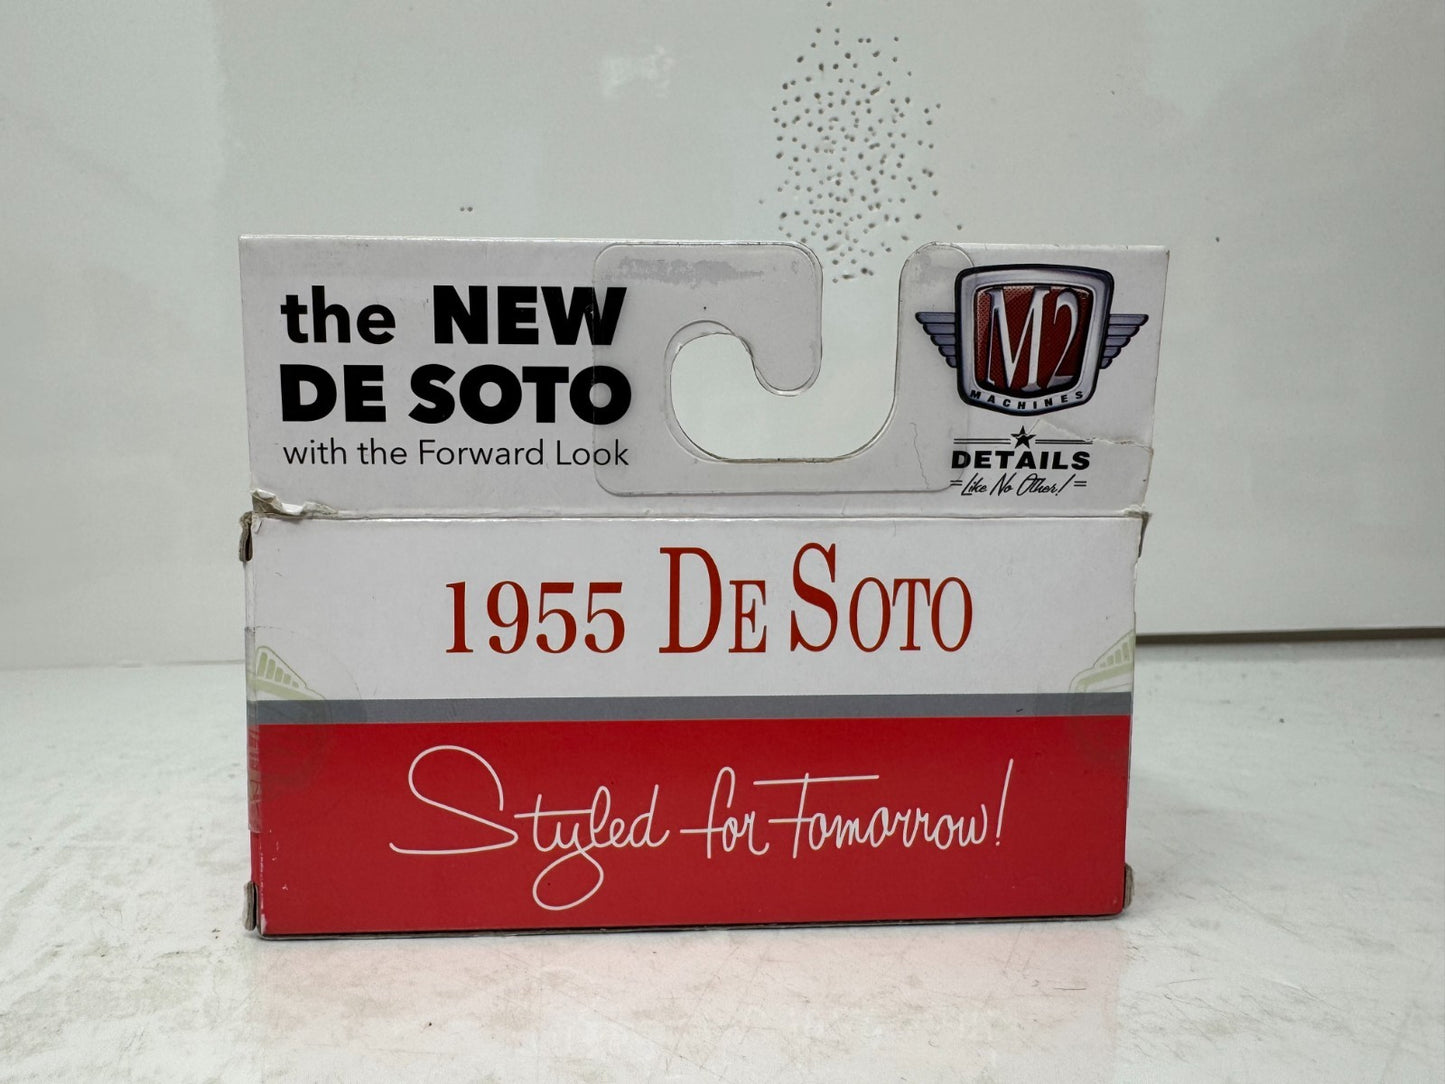 the NEW
DE SOTO
with the Forward Look
M2
MACHINES
DETAILS
Like No Other!
1955 DE SOTO
Styled for Tomorrow!